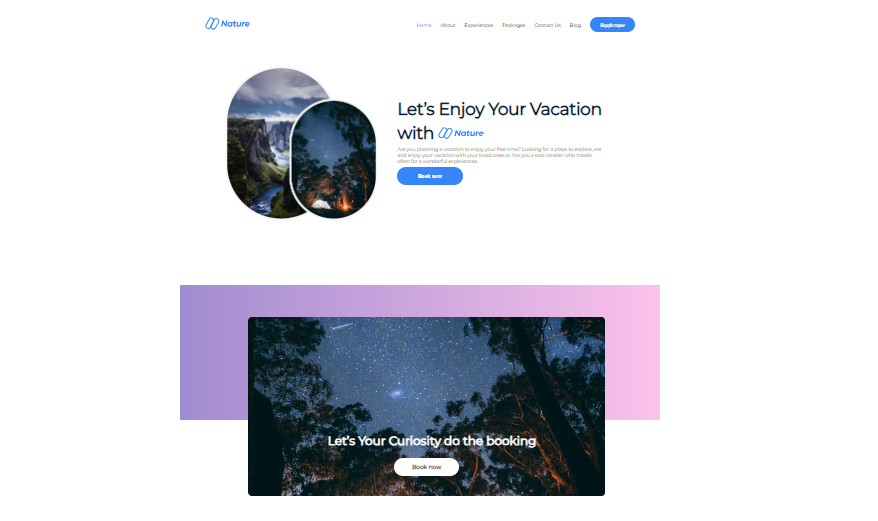 Nature
Home About Experiences Packages Contact Us Blog Book now
Let's Enjoy Your Vacation
with Nature
Are you planning a vacation to enjoy your free time? Looking for a place to explore, eat
and enjoy your vacation with your loved ones or Are you a solo traveler who travels
often for a wonderful experiences.
Book now
Let's Your Curiosity do the booking
Book now